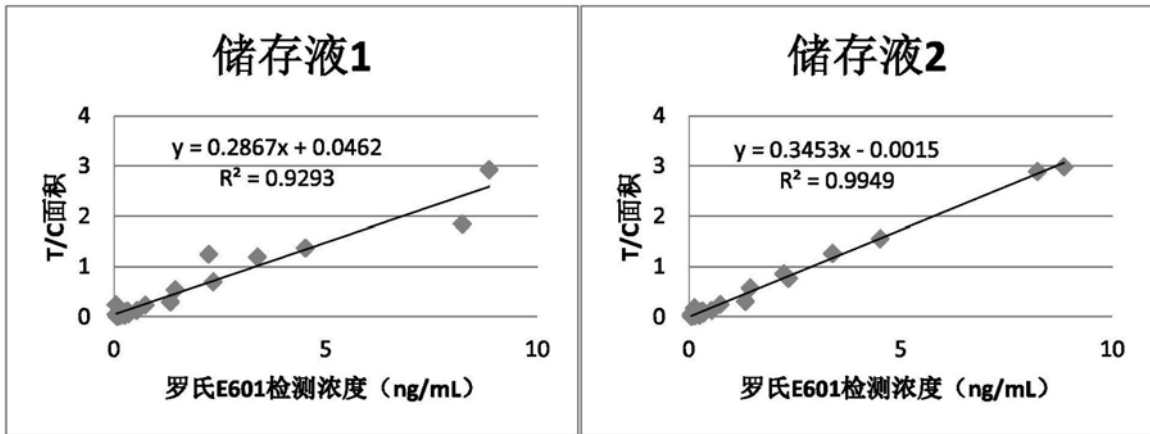 储存液1
y = 0.2867x + 0.0462
R² = 0.9293
T/C面积
4
3
2
1
0
0 5 10
罗氏E601检测浓度（ng/mL）
储存液2
y = 0.3453x - 0.0015
R² = 0.9949
T/C面积
4
3
2
1
0
0 5 10
罗氏E601检测浓度（ng/mL）